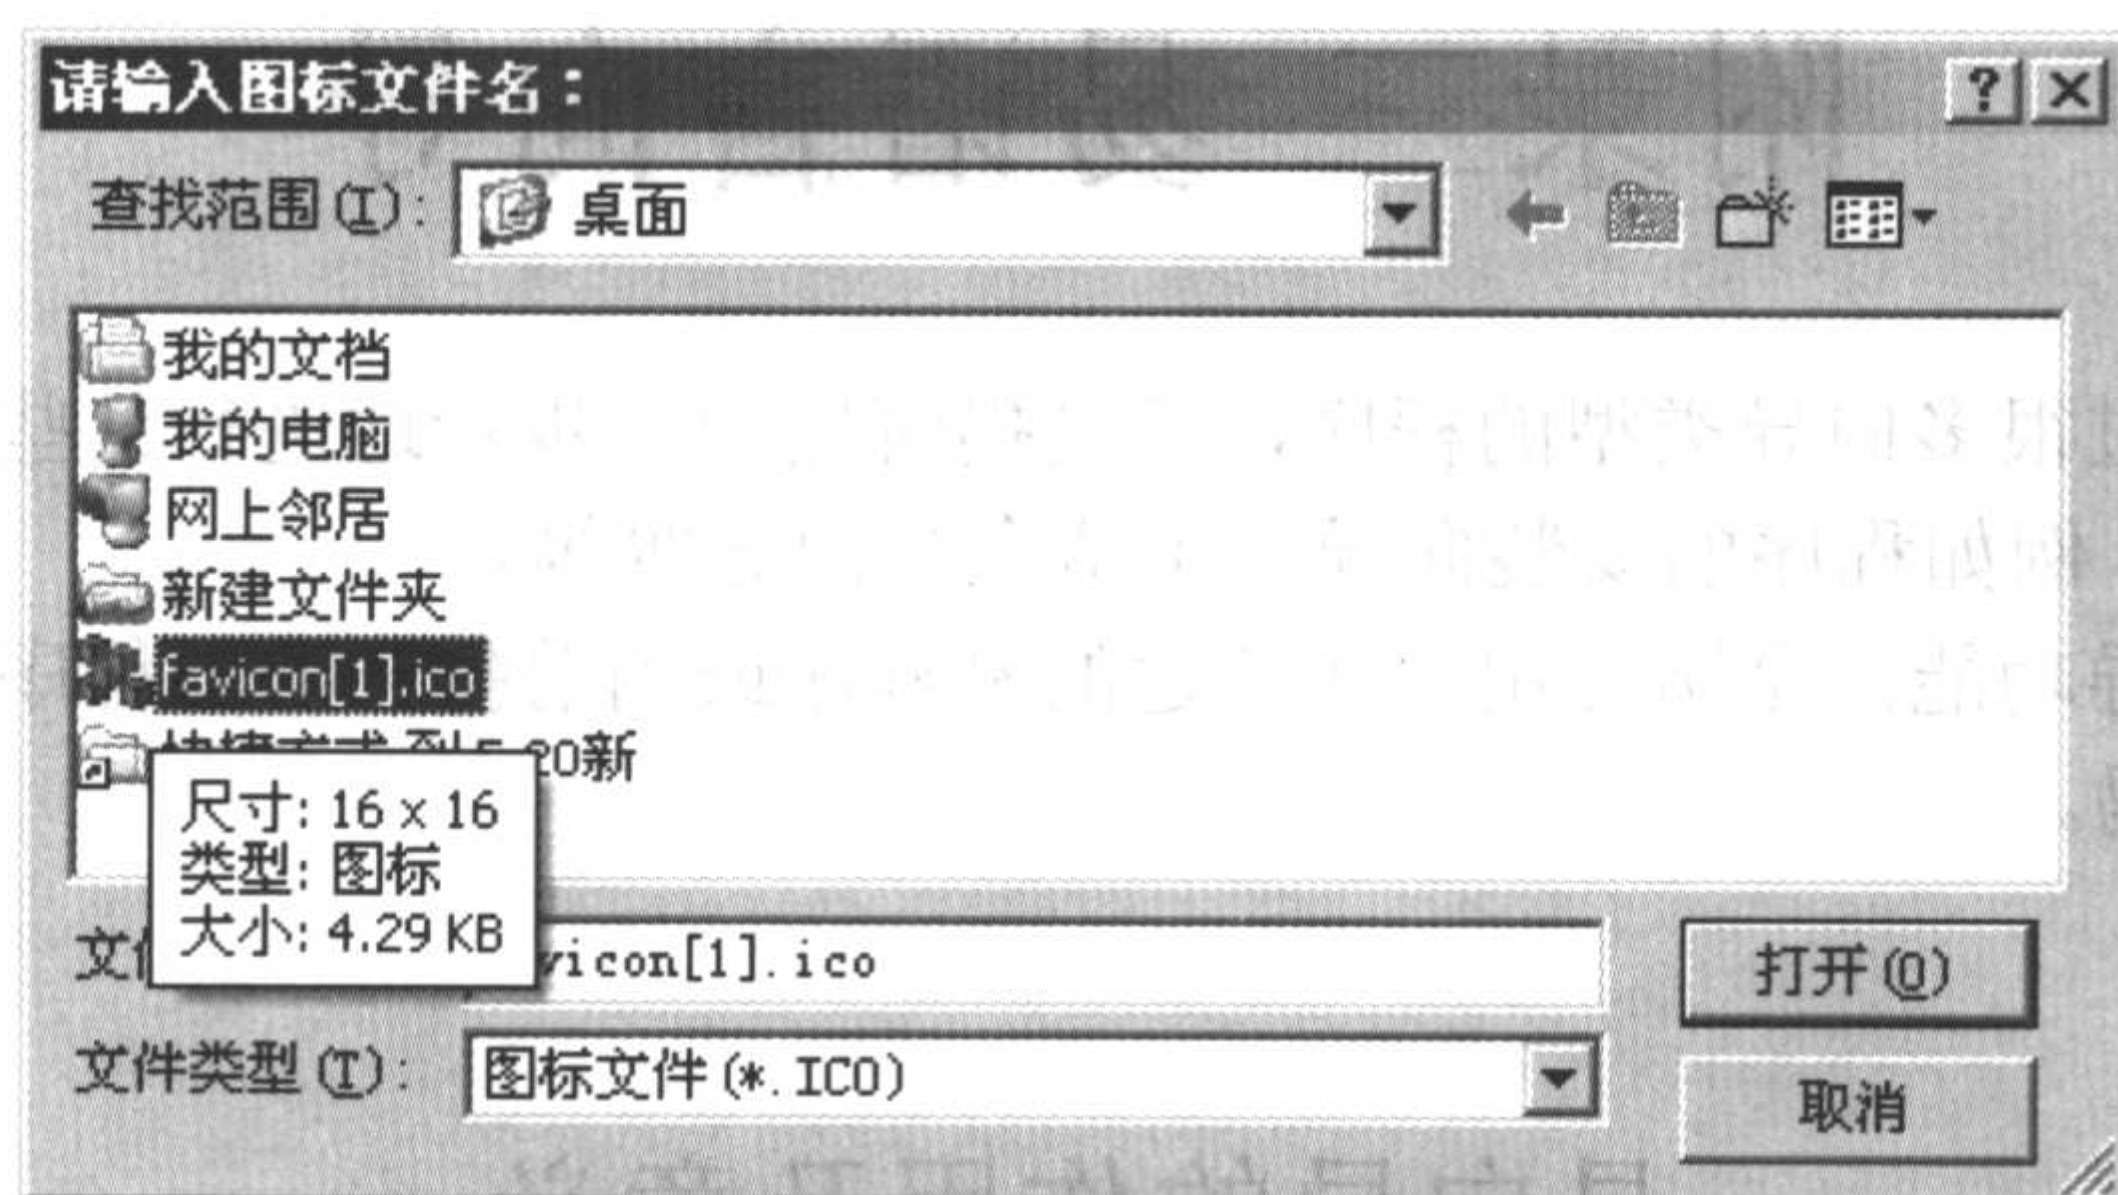 请输入图标文件名：
查找范围(I): 桌面
我的文档
我的电脑
网上邻居
新建文件夹
favicon[1].ico
20新
尺寸: 16 x 16
类型: 图标
大小: 4.29 KB
vicon[1].ico
打开(O)
文件类型(T): 图标文件(*.ICO)
取消